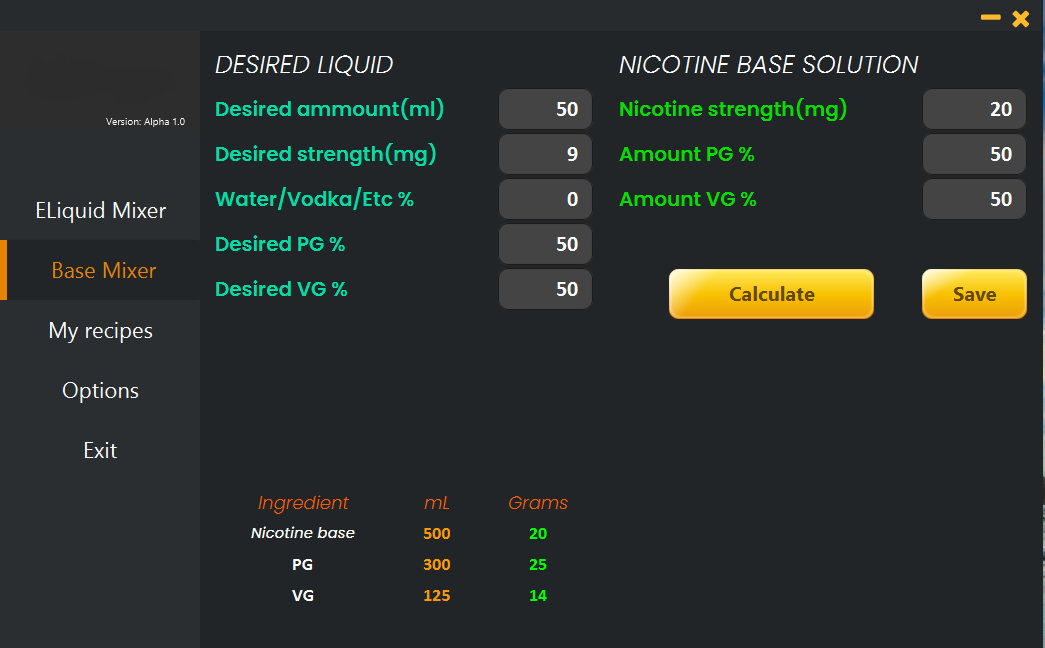 Version: Alpha 1.0
ELiquid Mixer
Base Mixer
My recipes
Options
Exit
DESIRED LIQUID
Desired ammount(ml) 50
Desired strength(mg) 9
Water/Vodka/Etc % 0
Desired PG % 50
Desired VG % 50
NICOTINE BASE SOLUTION
Nicotine strength(mg) 20
Amount PG % 50
Amount VG % 50
Calculate Save
Ingredient mL Grams
Nicotine base 500 20
PG 300 25
VG 125 14